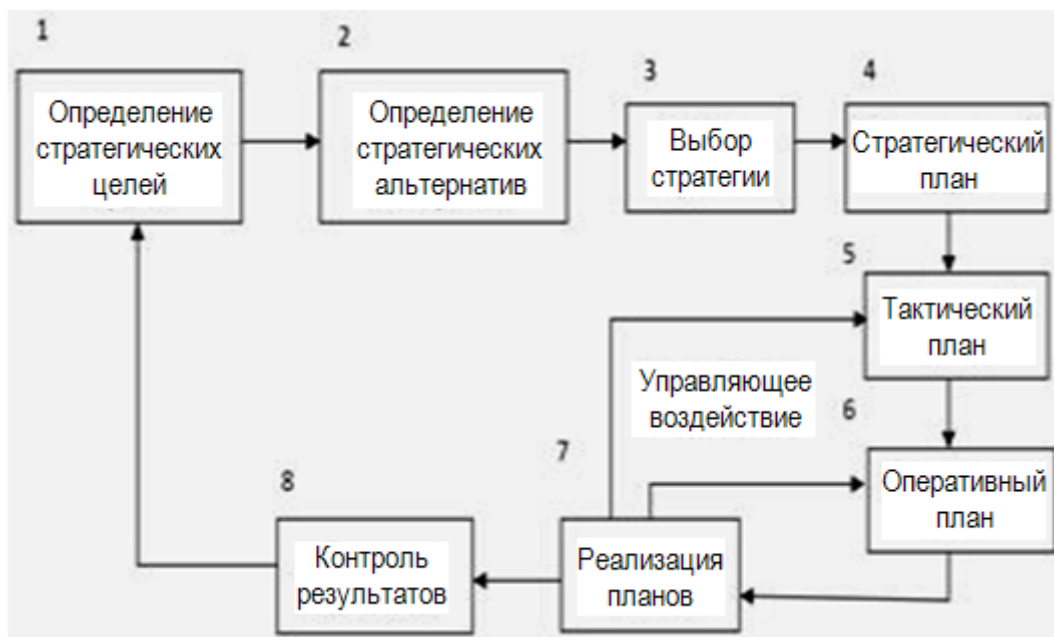 1
Определение
стратегических
целей
2
Определение
стратегических
альтернатив
3
Выбор
стратегии
4
Стратегический
план
5
Тактический
план
Управляющее
воздействие
6
Оперативный
план
7
Реализация
планов
8
Контроль
результатов